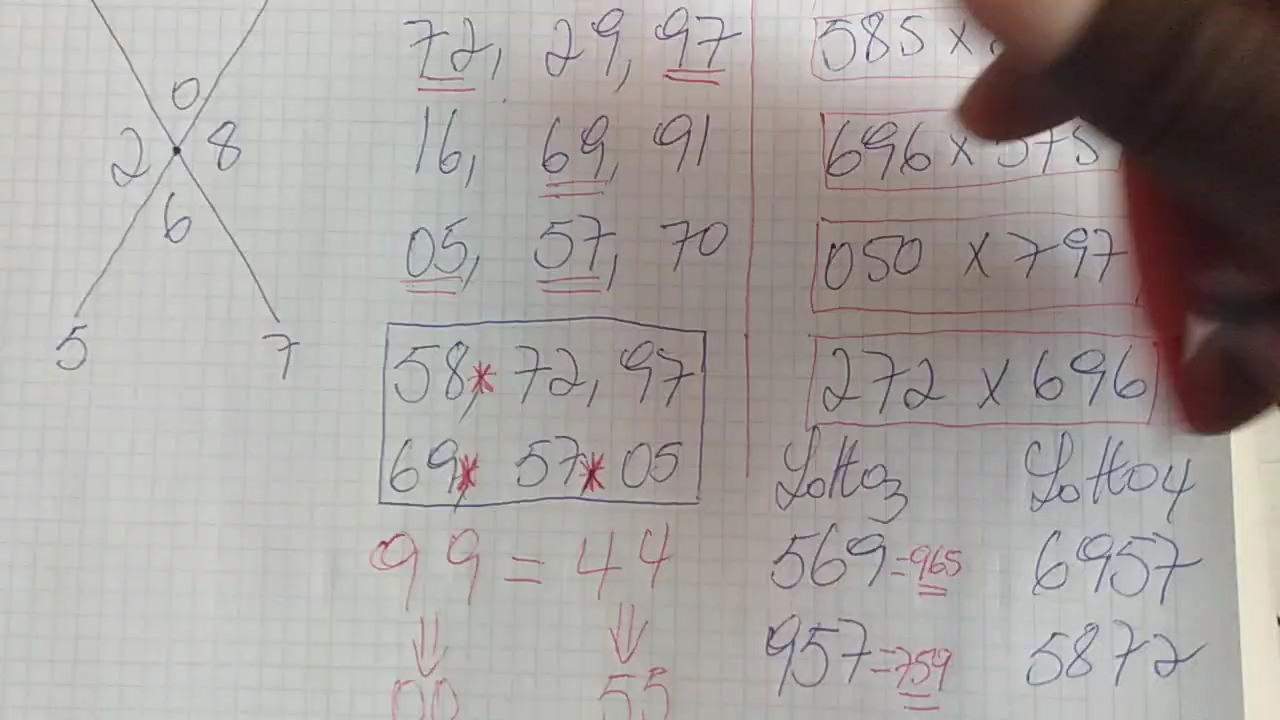 0
2 8
6
5 7
72, 29, 97
16, 69, 91
05, 57, 70
58* 72, 97
69* 57* 05
99 = 44
⇓ ⇓
00 55
585 x
696 x 575
050 x 797
272 x 696
Lotto3 Lotto4
569=965 6957
957=759 5872